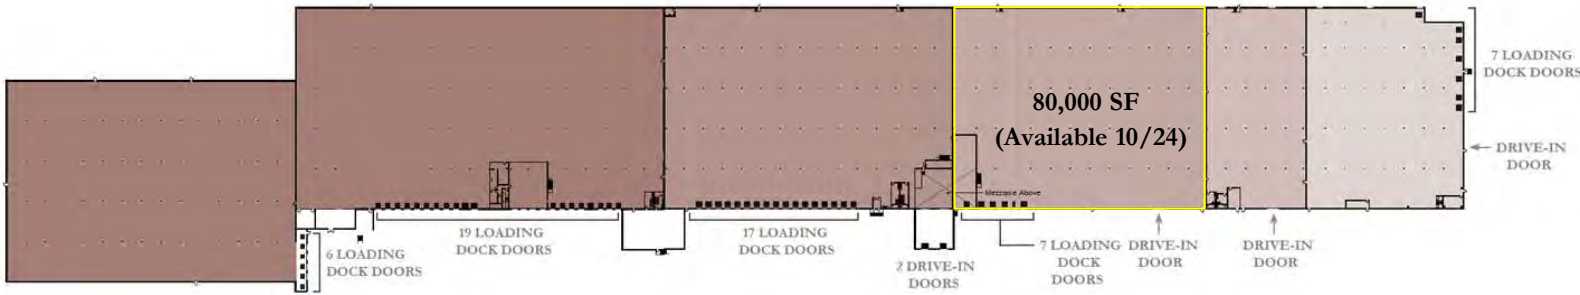 7 LOADING
DOCK DOORS
80,000 SF
(Available 10/24)
DRIVE-IN
DOOR
Mezzanie Above
19 LOADING
DOCK DOORS
17 LOADING
DOCK DOORS
6 LOADING
DOCK DOORS
2 DRIVE-IN
DOORS
7 LOADING
DOCK
DOORS
DRIVE-IN
DOOR
DRIVE-IN
DOOR